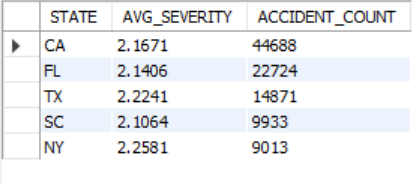 STATE AVG_SEVERITY ACCIDENT_COUNT
CA 2.1671 44688
FL 2.1406 22724
TX 2.2241 14871
SC 2.1064 9933
NY 2.2581 9013